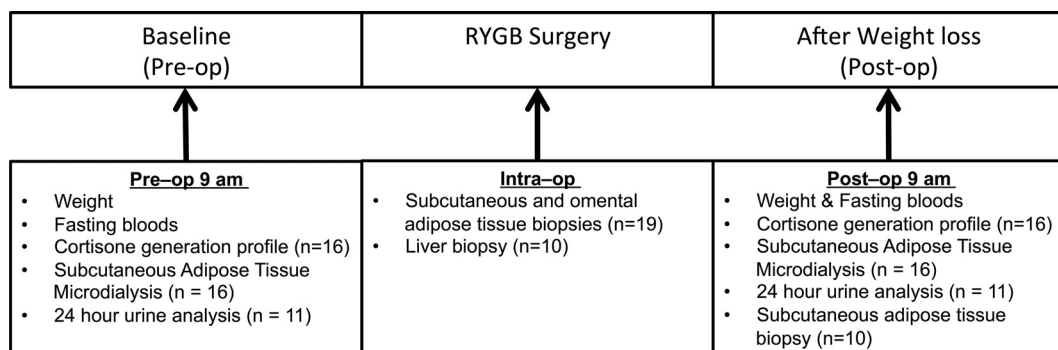 Baseline
(Pre-op)
RYGB Surgery
After Weight loss
(Post-op)
Pre–op 9 am
• Weight
• Fasting bloods
• Cortisone generation profile (n=16)
• Subcutaneous Adipose Tissue
Microdialysis (n = 16)
• 24 hour urine analysis (n = 11)
Intra–op
• Subcutaneous and omental
adipose tissue biopsies (n=19)
• Liver biopsy (n=10)
Post–op 9 am
• Weight & Fasting bloods
• Cortisone generation profile (n=16)
• Subcutaneous Adipose Tissue
Microdialysis (n = 16)
• 24 hour urine analysis (n = 11)
• Subcutaneous adipose tissue
biopsy (n=10)